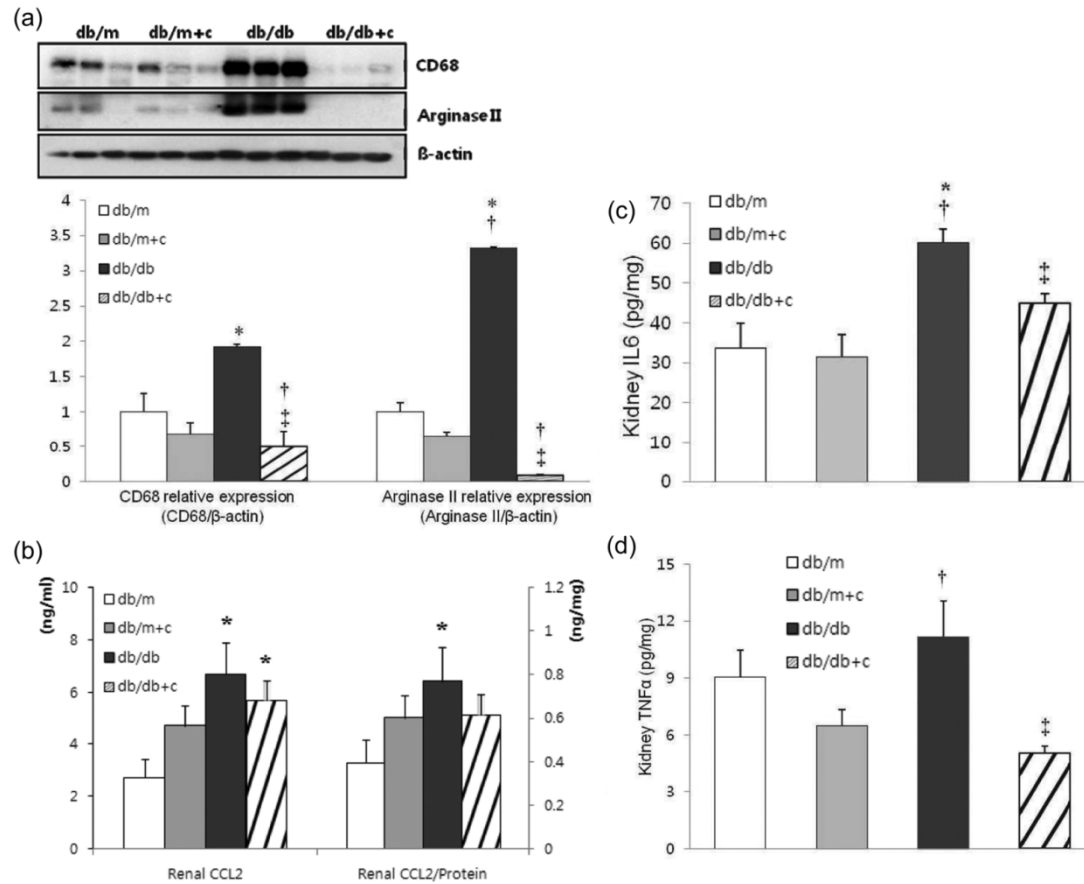 (a)
db/m db/m+c db/db db/db+c
CD68
Arginase II
ß-actin
4
3.5
3
2.5
2
1.5
1
0.5
0
db/m
db/m+c
db/db
db/db+c
*
†
‡
*
†
†
‡
CD68 relative expression
(CD68/β-actin)
Arginase II relative expression
(Arginase II/β-actin)
(b)
(ng/ml)
10
8
6
4
2
0
db/m
db/m+c
db/db
db/db+c
*
*
*
(ng/mg)
1.2
1
0.8
0.6
0.4
0.2
0
Renal CCL2
Renal CCL2/Protein
(c)
Kidney IL6 (pg/mg)
70
60
50
40
30
20
10
0
db/m
db/m+c
db/db
db/db+c
*
†
‡
(d)
Kidney TNFα (pg/mg)
15
12
9
6
3
0
db/m
db/m+c
db/db
db/db+c
†
‡